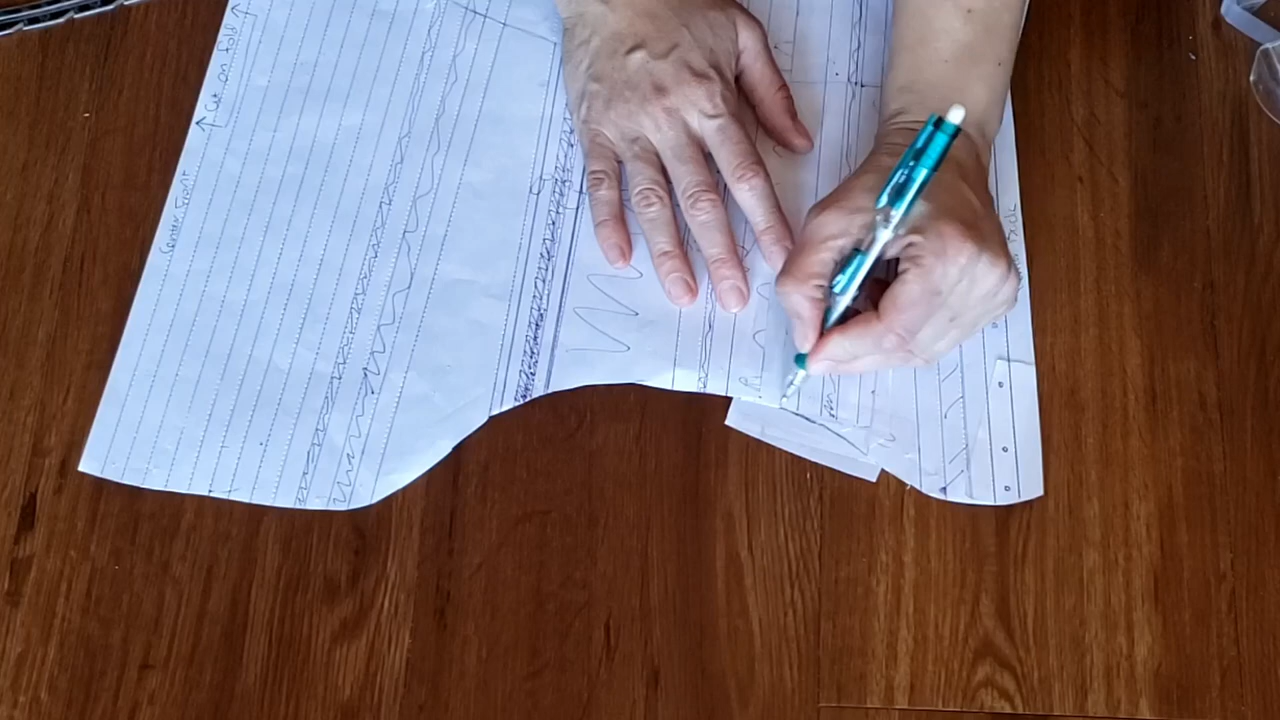 ↑ Cut on fold ↑
Center Front